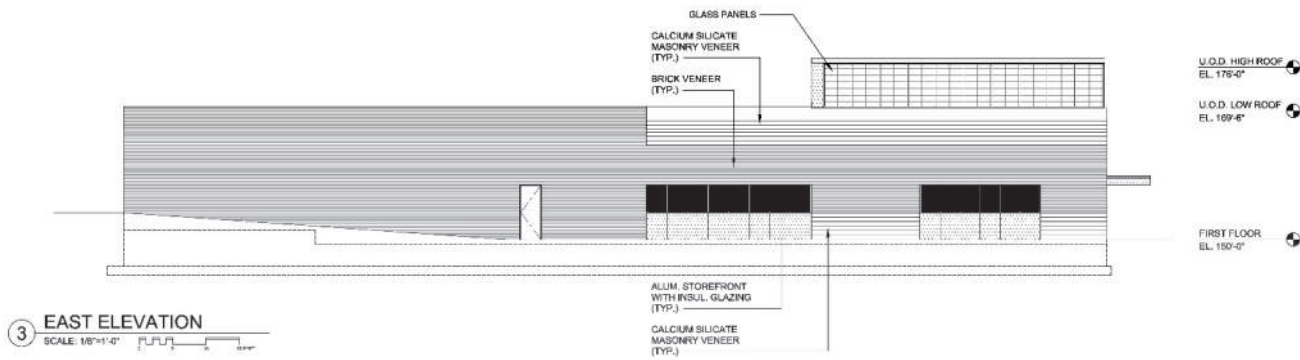 GLASS PANELS
CALCIUM SILICATE
MASONRY VENEER
(TYP.)
BRICK VENEER
(TYP.)
U.O.D. HIGH ROOF
EL. 176'-0"
U.O.D. LOW ROOF
EL. 169'-6"
FIRST FLOOR
EL. 150'-0"
ALUM. STOREFRONT
WITH INSUL. GLAZING
(TYP.)
CALCIUM SILICATE
MASONRY VENEER
(TYP.)
3 EAST ELEVATION
SCALE: 1/8"=1'-0"